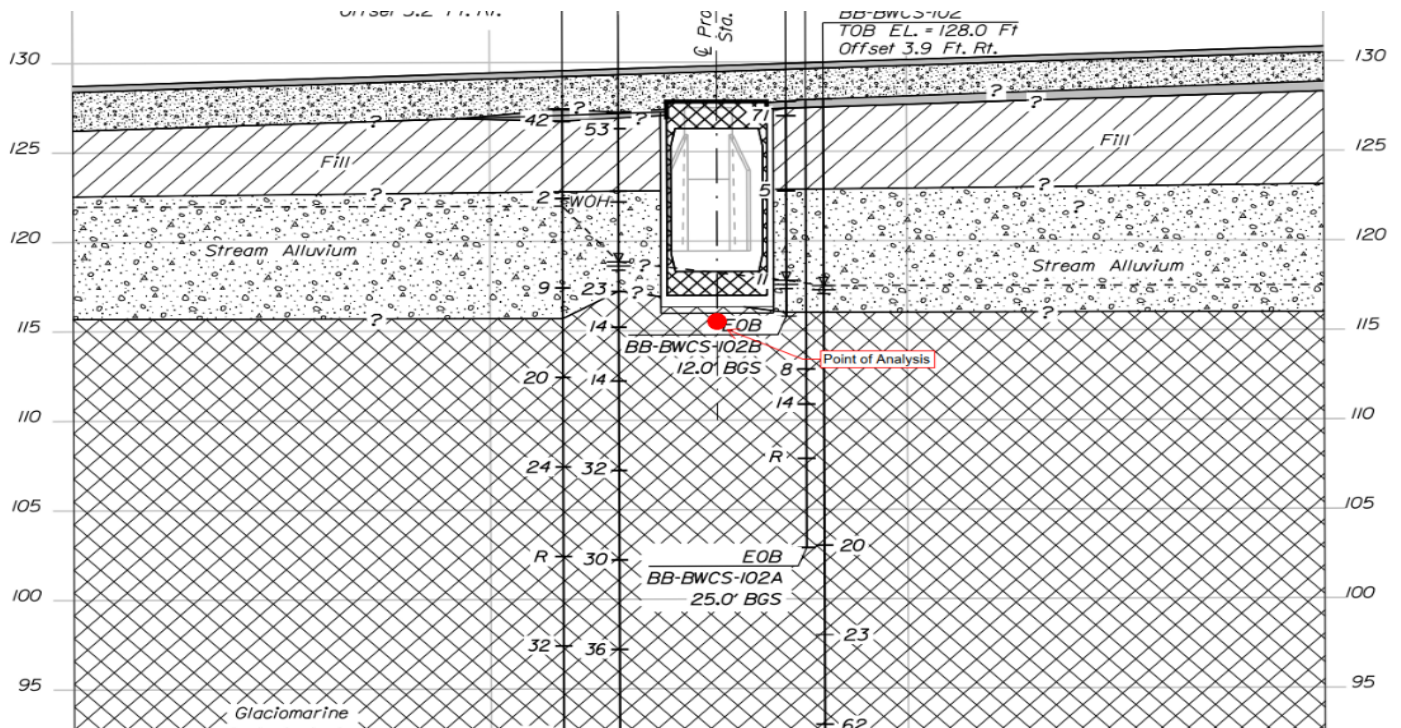 Offset 5.2 Ft. Rt.
℄ Pro
Sta.
BB-BWCS-102
TOB EL. = 128.0 Ft
Offset 3.9 Ft. Rt.
130
130
?
?
?
42
?
?
71
53
125
125
Fill
Fill
?
?
?
5
2
WOH
?
?
120
120
Stream Alluvium
Stream Alluvium
?
9
23
?
11
?
?
115
115
14
EOB
BB-BWCS-102B
12.0' BGS
Point of Analysis
20
14
8
14
110
110
24
32
R
105
105
R
30
EOB
20
BB-BWCS-102A
25.0' BGS
100
100
32
36
23
95
95
Glaciomarine
62